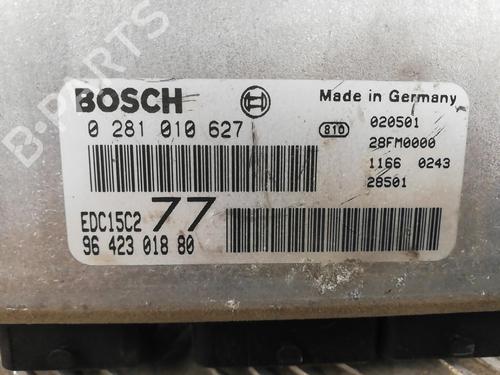 B-PARTS
BOSCH
Made in Germany
0 281 010 627
810
020501
28FM0000
1166 0243
28501
EDC15C2 77
96 423 018 80